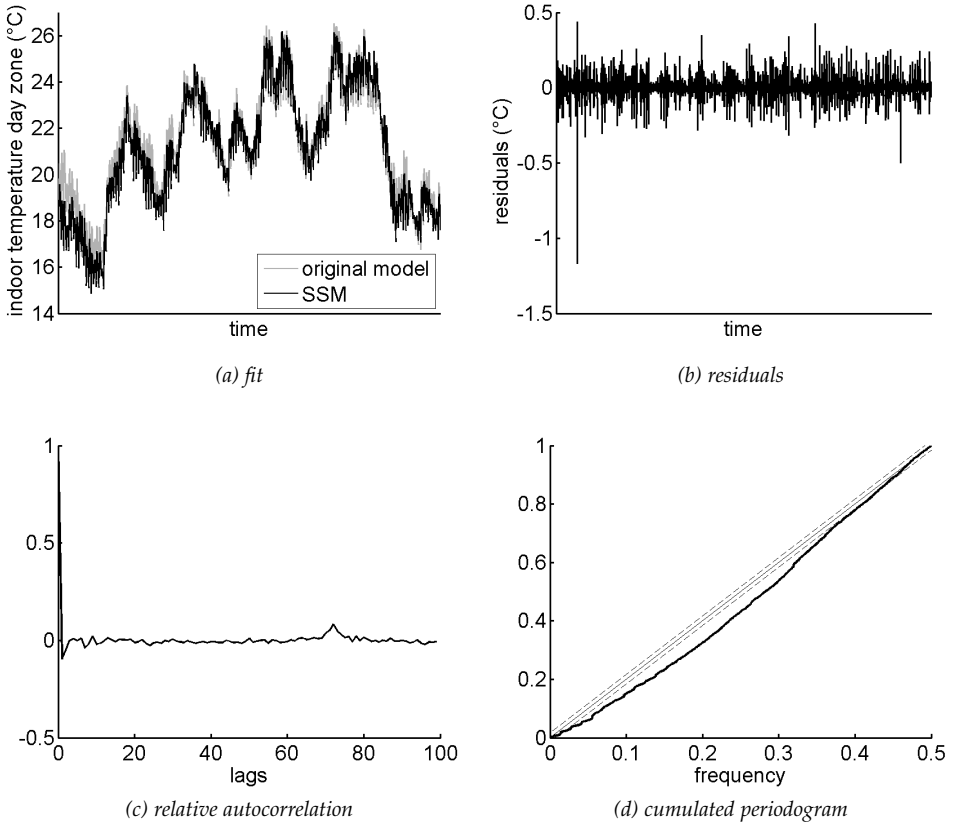 indoor temperature day zone (°C)
26
24
22
20
18
16
14
original model
SSM
time
(a) fit
residuals (°C)
0.5
0
-0.5
-1
-1.5
time
(b) residuals
1
0.5
0
-0.5
0 20 40 60 80 100
lags
(c) relative autocorrelation
1
0.8
0.6
0.4
0.2
0
0 0.1 0.2 0.3 0.4 0.5
frequency
(d) cumulated periodogram